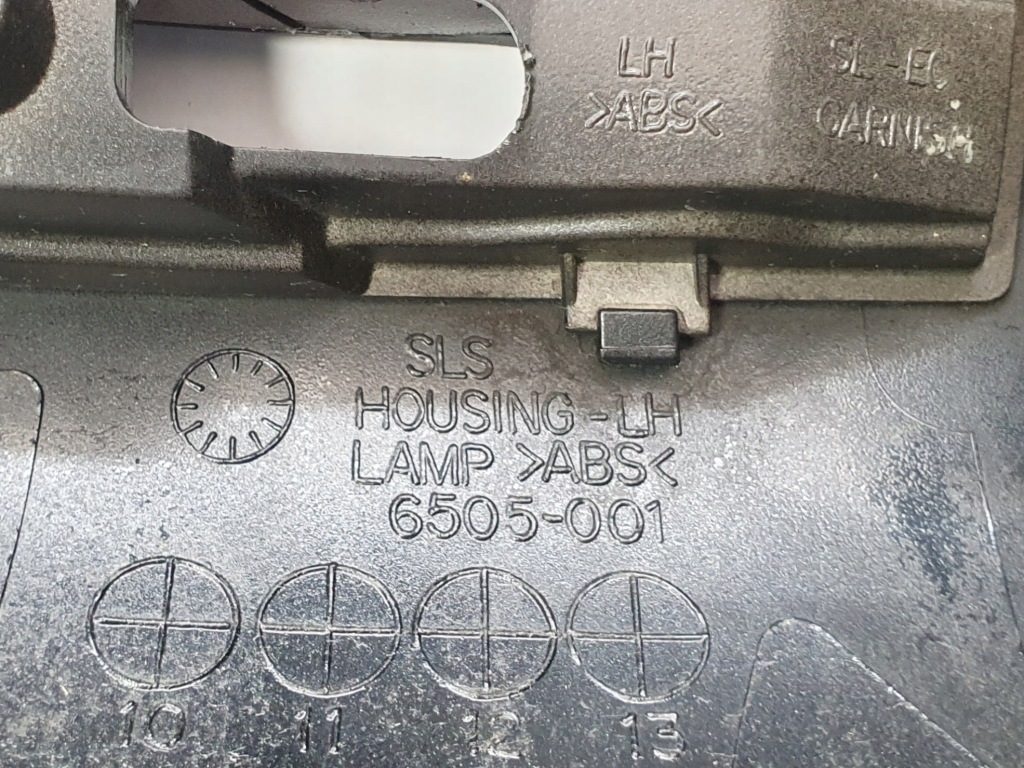 LH
>ABS<
SL -EC
GARNISH
SLS
HOUSING-LH
LAMP >ABS<
6505-001
10 11 12 13